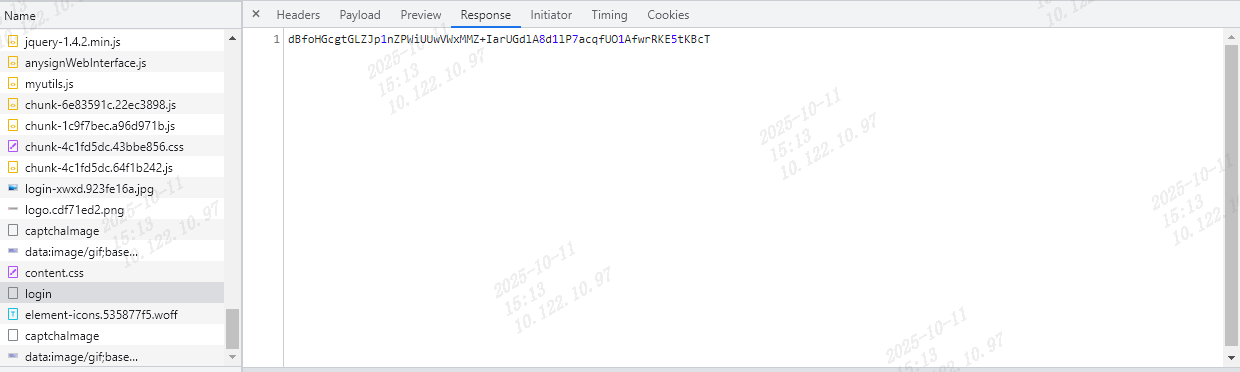 Name
× Headers Payload Preview Response Initiator Timing Cookies
jquery-1.4.2.min.js
anysignWebInterface.js
myutils.js
chunk-6e83591c.22ec3898.js
chunk-1c9f7bec.a96d971b.js
chunk-4c1fd5dc.43bbe856.css
chunk-4c1fd5dc.64f1b242.js
login-xwxd.923fe16a.jpg
logo.cdf71ed2.png
captchaImage
data:image/gif;base...
content.css
login
element-icons.535877f5.woff
captchaImage
data:image/gif;base...
1 dBfoHGcgtGLZJp1nZPWiUUwVWxMMZ+IarUGdlA8d1lP7acqfUO1AfwrRKE5tKBcT
2025-10-11
15:13
10.122.10.97
2025-10-11
15:13
10.122.10.97
2025-10-11
15:13
10.122.10.97
2025-10-11
15:13
10.122.10.97
2025-10-11
15:13
10.122.10.97
2025-10-11
15:13
10.122.10.97